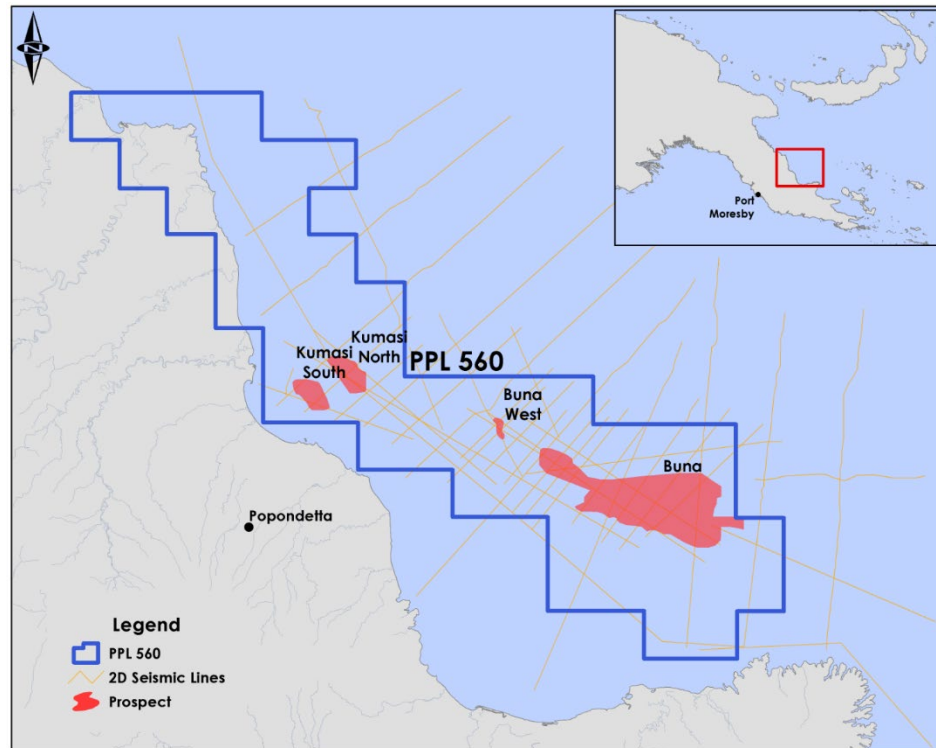 N
Port
Moresby
Kumasi
North
Kumasi
South
PPL 560
Buna
West
Buna
Popondetta
Legend
PPL 560
2D Seismic Lines
Prospect